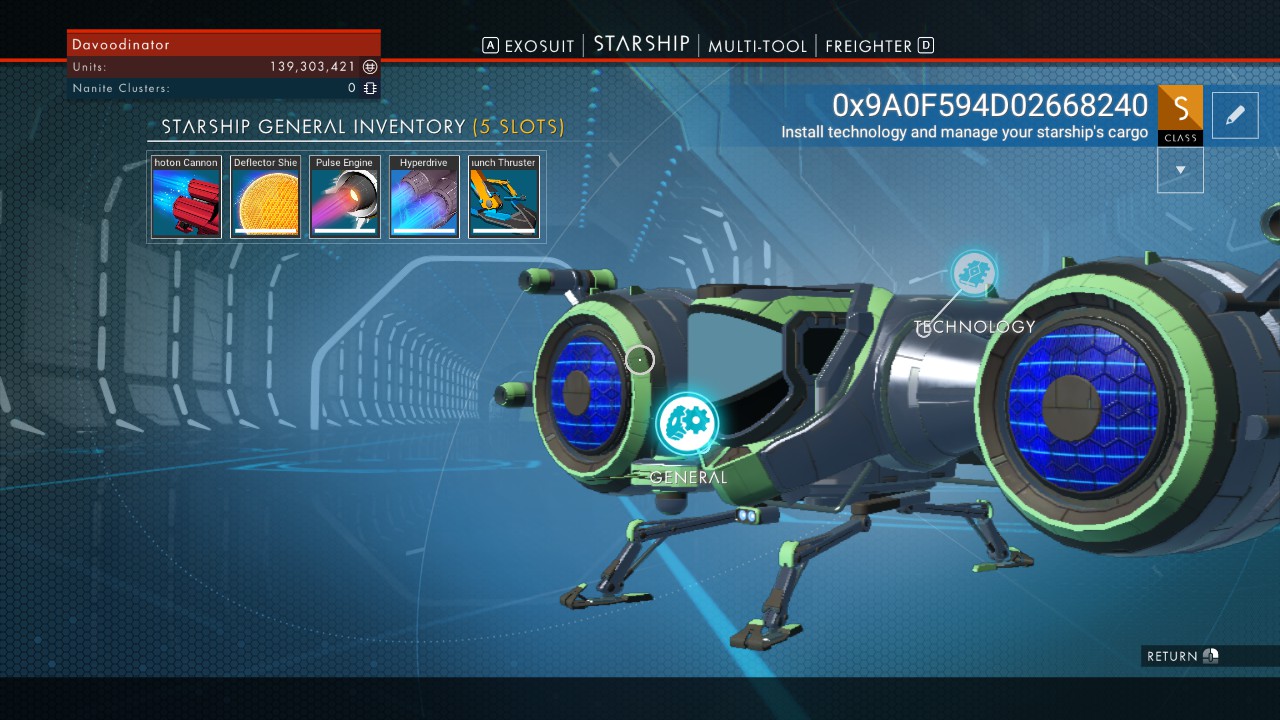 Davoodinator
Units: 139,303,421
Nanite Clusters: 0
A EXOSUIT STARSHIP MULTI-TOOL FREIGHTER D
STARSHIP GENERAL INVENTORY (5 SLOTS)
0x9A0F594D02668240
Install technology and manage your starship's cargo
S
CLASS
hoton Cannon Deflector Shie Pulse Engine Hyperdrive unch Thruster
TECHNOLOGY
GENERAL
RETURN